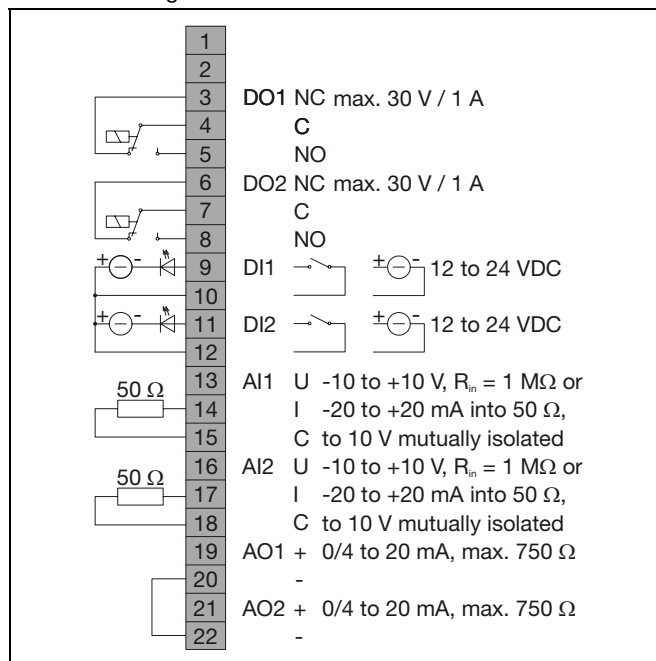 1
2
3 DO1 NC max. 30 V / 1 A
4 C
5 NO
6 DO2 NC max. 30 V / 1 A
7 C
8 NO
+ - 9 DI1 + - 12 to 24 VDC
10
+ - 11 DI2 + - 12 to 24 VDC
12
13 AI1 U -10 to +10 V, Rin = 1 MΩ or
50 Ω 14 I -20 to +20 mA into 50 Ω,
15 C to 10 V mutually isolated
16 AI2 U -10 to +10 V, Rin = 1 MΩ or
50 Ω 17 I -20 to +20 mA into 50 Ω,
18 C to 10 V mutually isolated
19 AO1 + 0/4 to 20 mA, max. 750 Ω
20 -
21 AO2 + 0/4 to 20 mA, max. 750 Ω
22 -